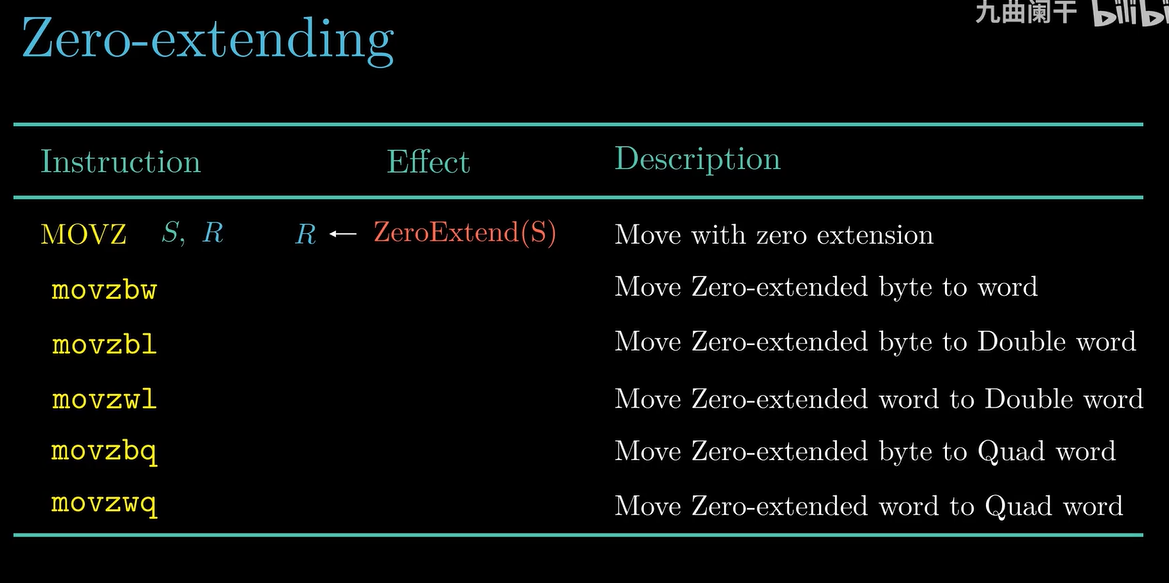 九曲阑干 bilibi
Zero-extending
Instruction Effect Description
MOVZ S, R R ← ZeroExtend(S) Move with zero extension
movzbw Move Zero-extended byte to word
movzbl Move Zero-extended byte to Double word
movzwl Move Zero-extended word to Double word
movzbq Move Zero-extended byte to Quad word
movzwq Move Zero-extended word to Quad word